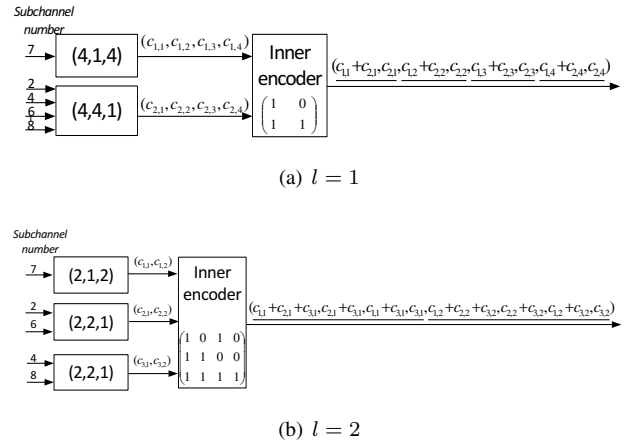 Subchannel
number
7
(4,1,4)
(c1,1,c1,2,c1,3,c1,4)
2
4
6
8
(4,4,1)
(c2,1,c2,2,c2,3,c2,4)
Inner
encoder
1 0
1 1
(c1,1+c2,1,c2,1,c1,2+c2,2,c2,2,c1,3+c2,3,c2,3,c1,4+c2,4,c2,4)
(a) l = 1
Subchannel
number
7
(2,1,2)
(c1,1,c1,2)
2
6
(2,2,1)
(c2,1,c2,2)
4
8
(2,2,1)
(c3,1,c3,2)
Inner
encoder
1 0 1 0
1 1 0 0
1 1 1 1
(c1,1+c2,1+c3,1,c2,1+c3,1,c1,1+c3,1,c3,1,c1,2+c2,2+c3,2,c2,2+c3,2,c1,2+c3,2,c3,2)
(b) l = 2